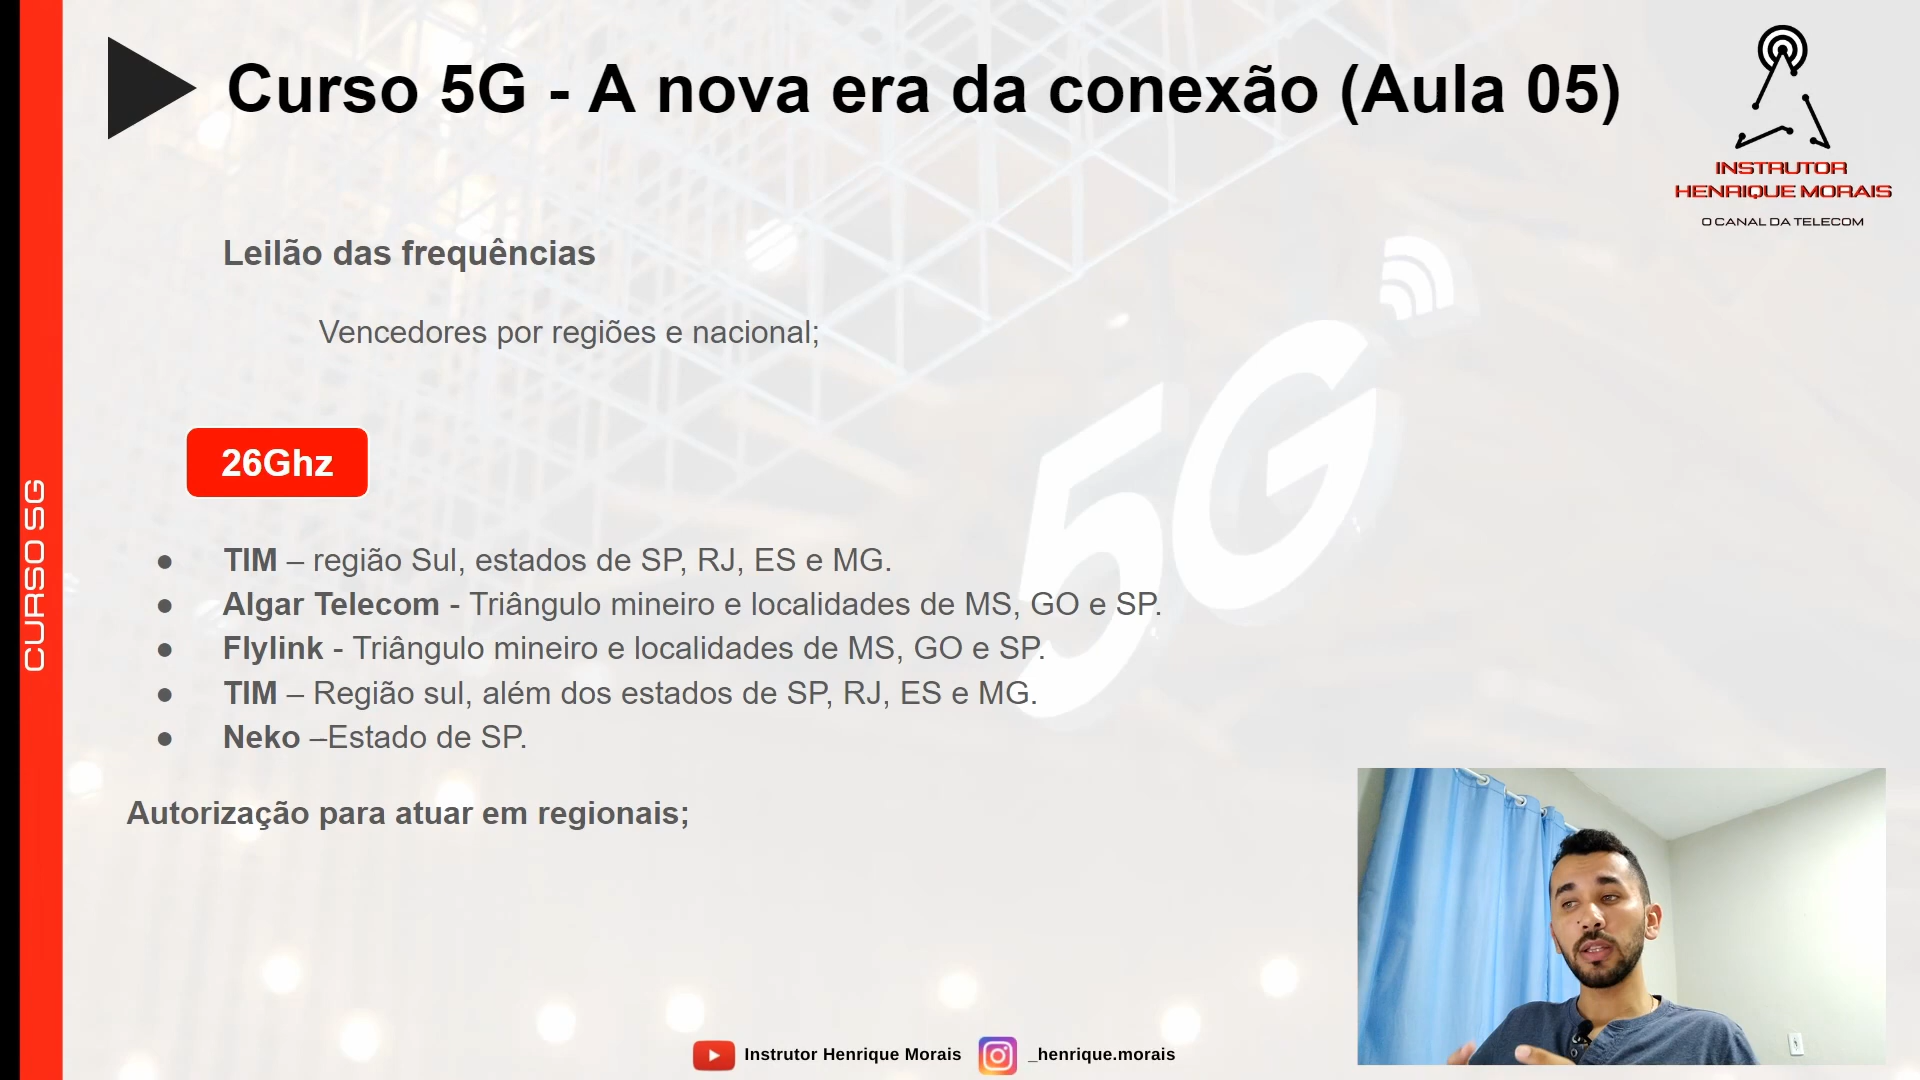 Curso 5G - A nova era da conexão (Aula 05)
INSTRUTOR
HENRIQUE MORAIS
O CANAL DA TELECOM
Leilão das frequências
Vencedores por regiões e nacional;
5G
26Ghz
CURSO 5G
● TIM – região Sul, estados de SP, RJ, ES e MG.
● Algar Telecom - Triângulo mineiro e localidades de MS, GO e SP.
● Flylink - Triângulo mineiro e localidades de MS, GO e SP.
● TIM – Região sul, além dos estados de SP, RJ, ES e MG.
● Neko –Estado de SP.
Autorização para atuar em regionais;
Instrutor Henrique Morais _henrique.morais